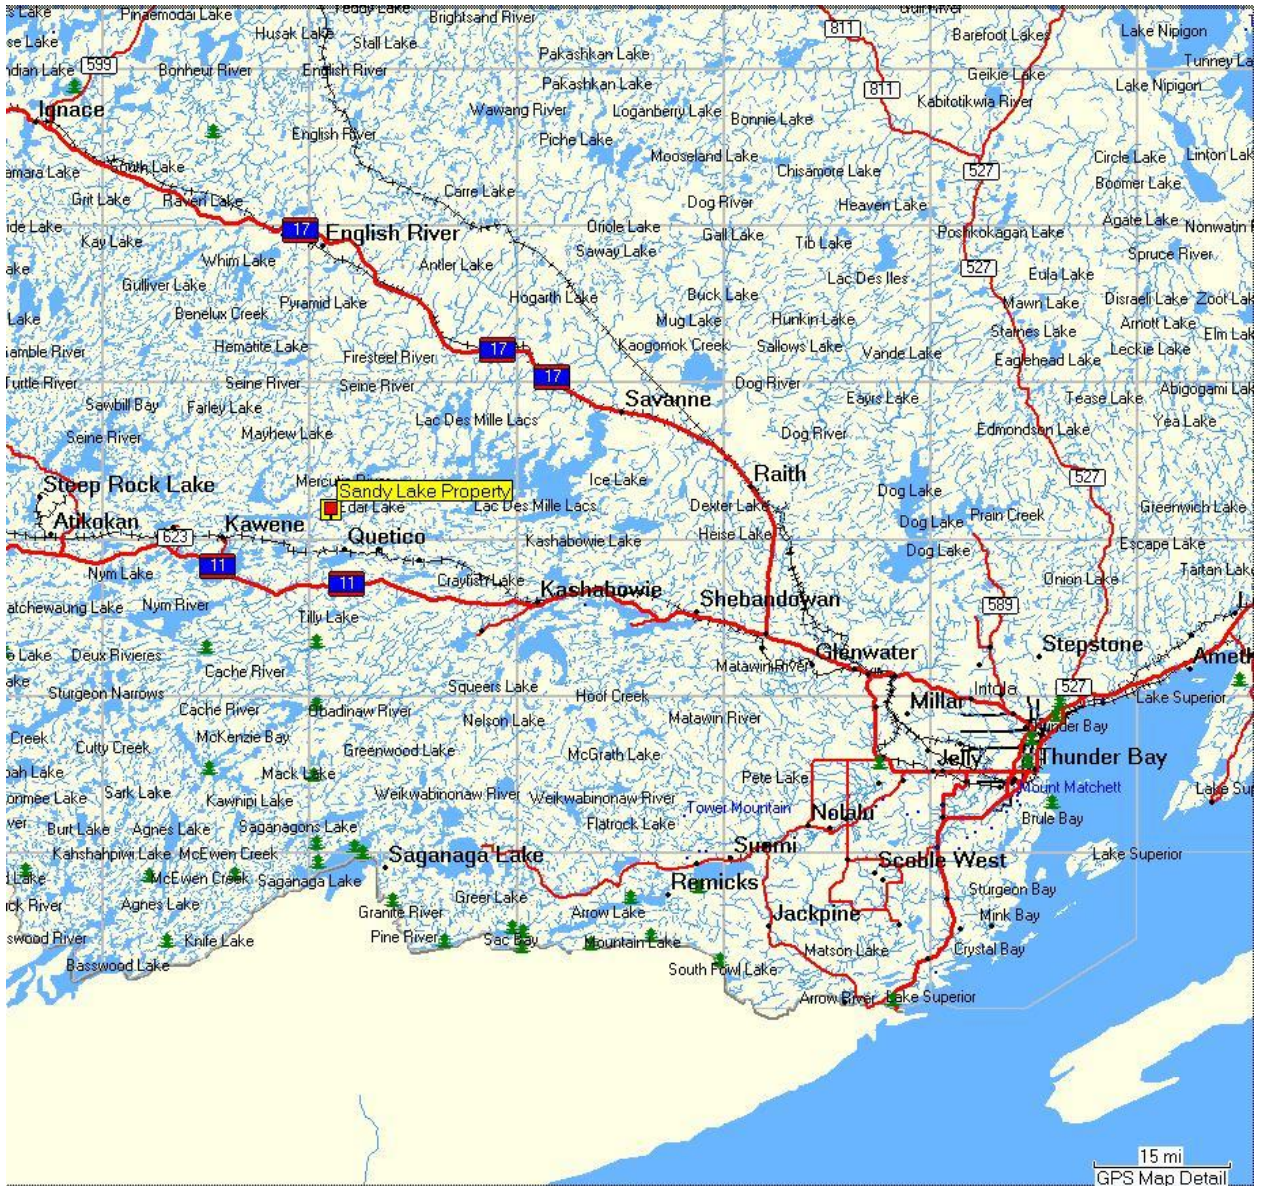 Pinaemodal Lake
Teddy Lake
Brightsand River
Gull River
Husak Lake
Stall Lake
811
Barefoot Lakes
Lake Nipigon
Pakashkan Lake
599
Bonheur River
English River
Geikie Lake
Pakashkan Lake
811
Lake Nipigon
Ignace
Wawang River
Loganberry Lake
Bonnie Lake
Kabitotikwia River
English River
Piche Lake
Mooseland Lake
Circle Lake
South Lake
Chisamore Lake
527
Boomer Lake
Grit Lake
Raven Lake
Carre Lake
Dog River
Heaven Lake
Agate Lake
17
English River
Oriole Lake
Gall Lake
Tib Lake
Poshkokagan Lake
Kay Lake
Whim Lake
Antler Lake
Saway Lake
527
Spruce River
Lac Des Iles
Eula Lake
Gulliver Lake
Pyramid Lake
Hogarth Lake
Buck Lake
Mawn Lake
Disraeli Lake
Benelux Creek
Mug Lake
Hunkin Lake
Starnes Lake
Arnott Lake
Hematite Lake
Firesteel River
17
Kaogomok Creek
Sallows Lake
Vande Lake
Eaglehead Lake
Leckie Lake
17
Seine River
Seine River
Dog River
Sawbill Bay
Farley Lake
Savanne
Eayrs Lake
Tease Lake
Lac Des Mille Lacs
Yea Lake
Seine River
Mayhew Lake
Dog River
Edmondson Lake
Steep Rock Lake
Sandy Lake Property
Ice Lake
Raith
Dog Lake
527
Lac Des Mille Lacs
Dexter Lake
Greenwich Lake
Atikokan
623
Kawene
Quetico
Kashabowie Lake
Heise Lake
Dog Lake
Prain Creek
Dog Lake
Escape Lake
Nym Lake
11
11
Crayfish Lake
Kashabowie
Onion Lake
Nym River
Tilly Lake
Shebandowan
589
Deux Rivieres
Cache River
Matawin River
Glenwater
Stepstone
Sturgeon Narrows
Squeers Lake
Hoof Creek
Intola
527
Lake Superior
Cache River
Obadinaw River
Nelson Lake
Matawin River
Millar
Cutty Creek
McKenzie Bay
Greenwood Lake
McGrath Lake
Jelly
Thunder Bay
Mack Lake
Pete Lake
Mount Matchett
Sark Lake
Kawnipi Lake
Weikwabinonaw River
Weikwabinonaw River
Tower Mountain
Nolalu
Brule Bay
Burt Lake
Agnes Lake
Saganagons Lake
Flatrock Lake
Kahshahpiwi Lake
McEwen Creek
Saganaga Lake
Suomi
Scoble West
Lake Superior
McEwen Creek
Saganaga Lake
Remicks
Sturgeon Bay
Agnes Lake
Granite River
Greer Lake
Arrow Lake
Jackpine
Mink Bay
Knife Lake
Pine River
Sac Bay
Mountain Lake
Matson Lake
Crystal Bay
Basswood Lake
South Fowl Lake
Arrow River
Lake Superior
15 mi
GPS Map Detail